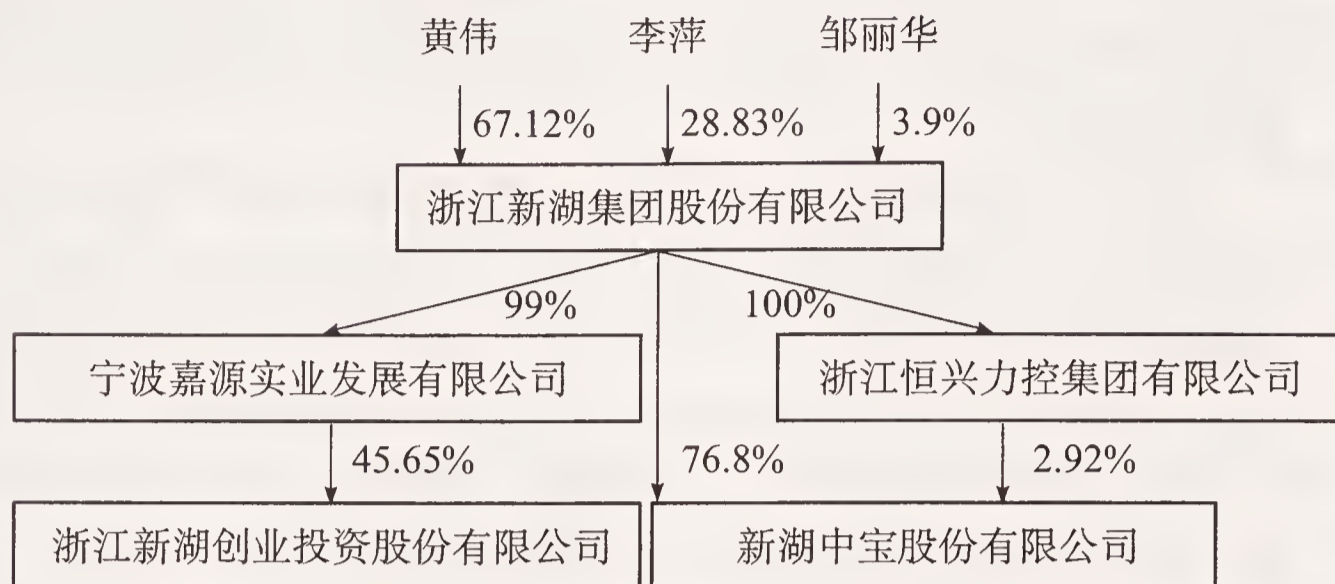 黄伟 李萍 邹丽华
67.12% 28.83% 3.9%
浙江新湖集团股份有限公司
99% 100%
宁波嘉源实业发展有限公司 浙江恒兴力控集团有限公司
45.65% 76.8% 2.92%
浙江新湖创业投资股份有限公司 新湖中宝股份有限公司